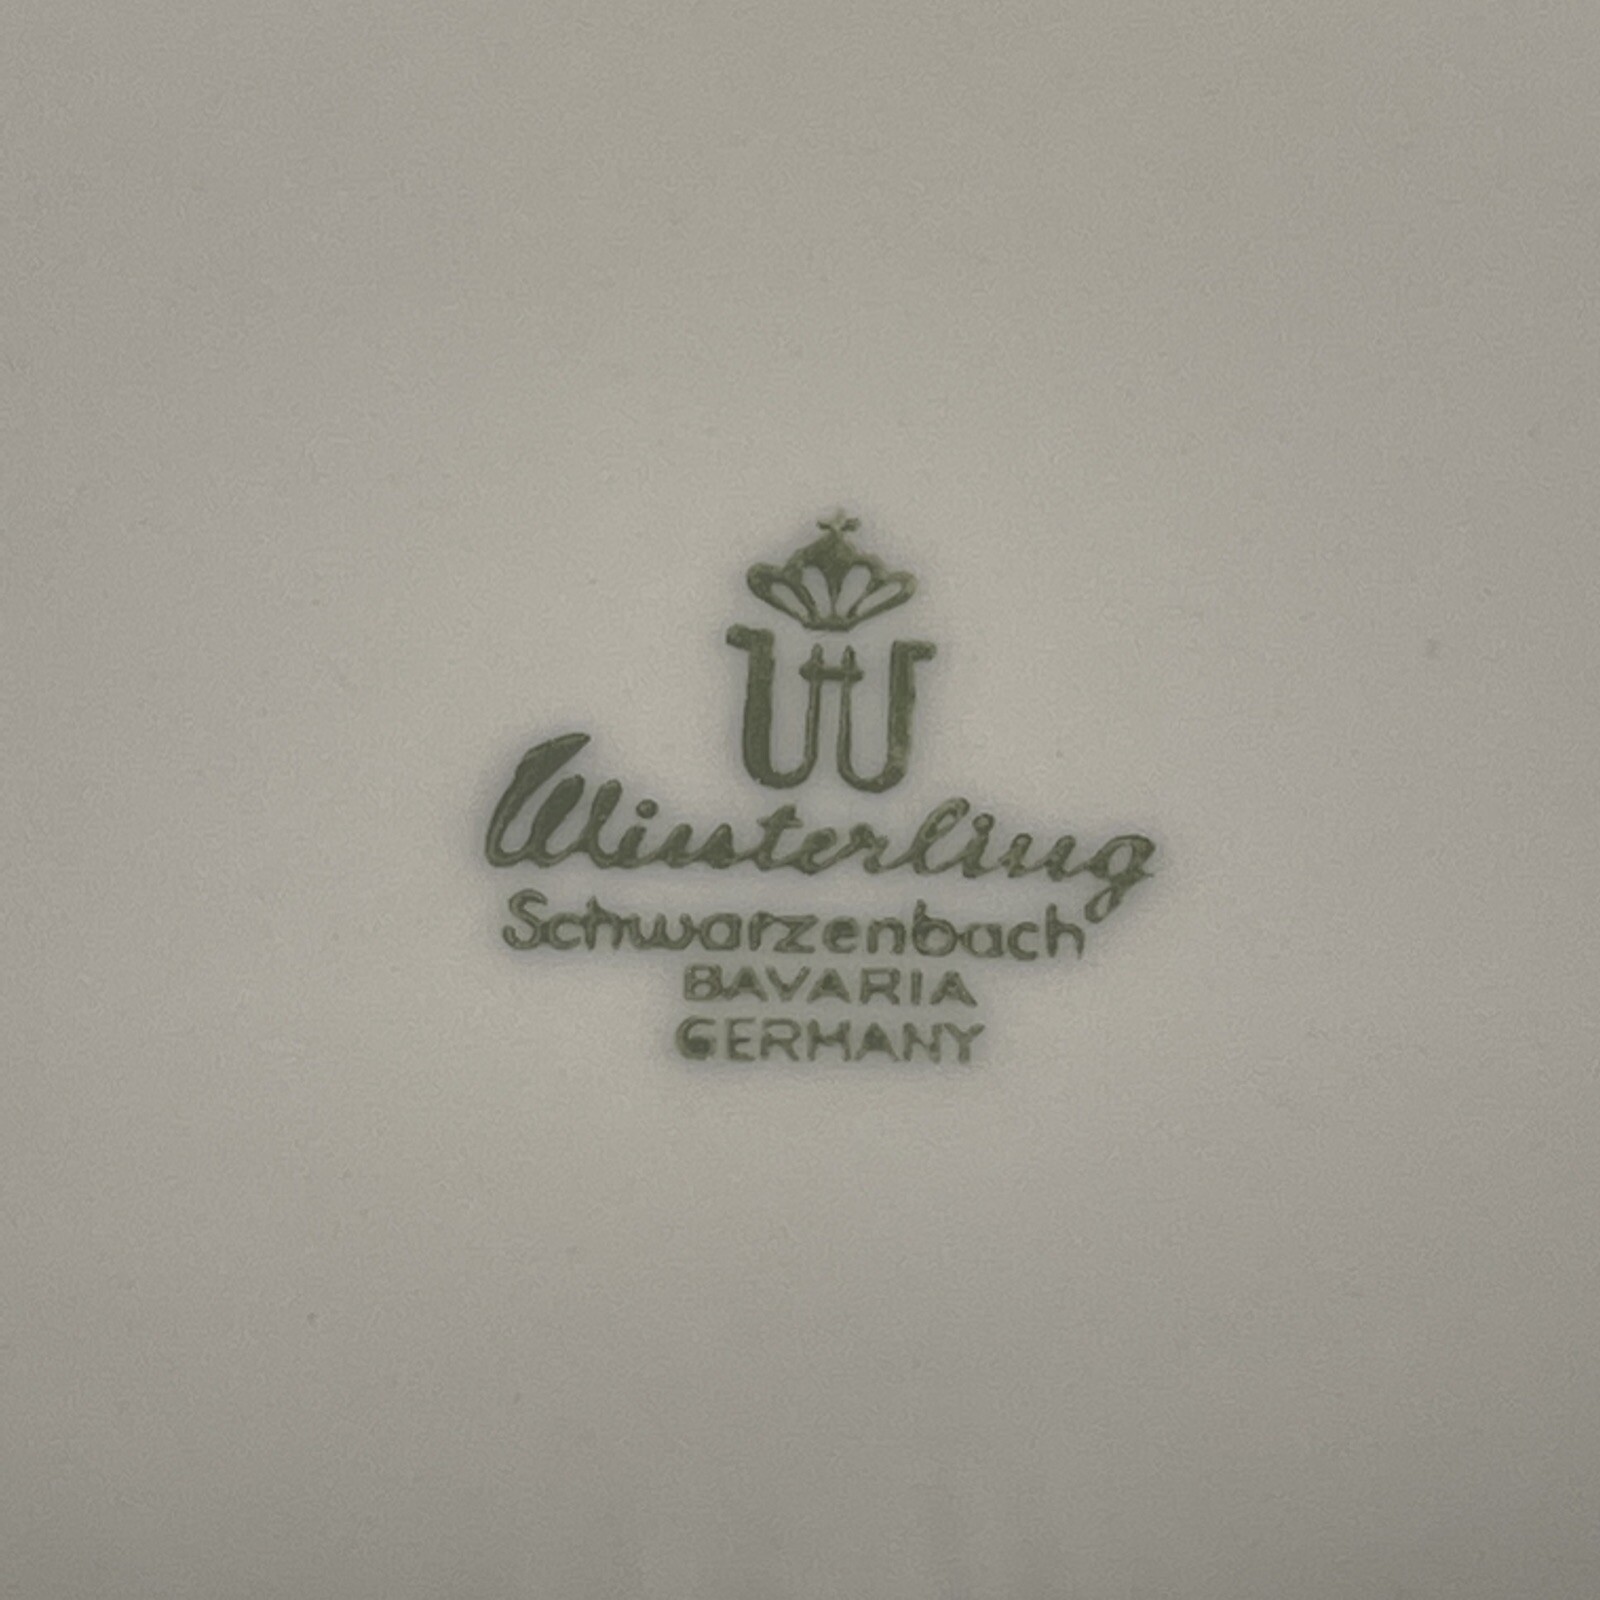 W
Winterling
Schwarzenbach
BAVARIA
GERMANY